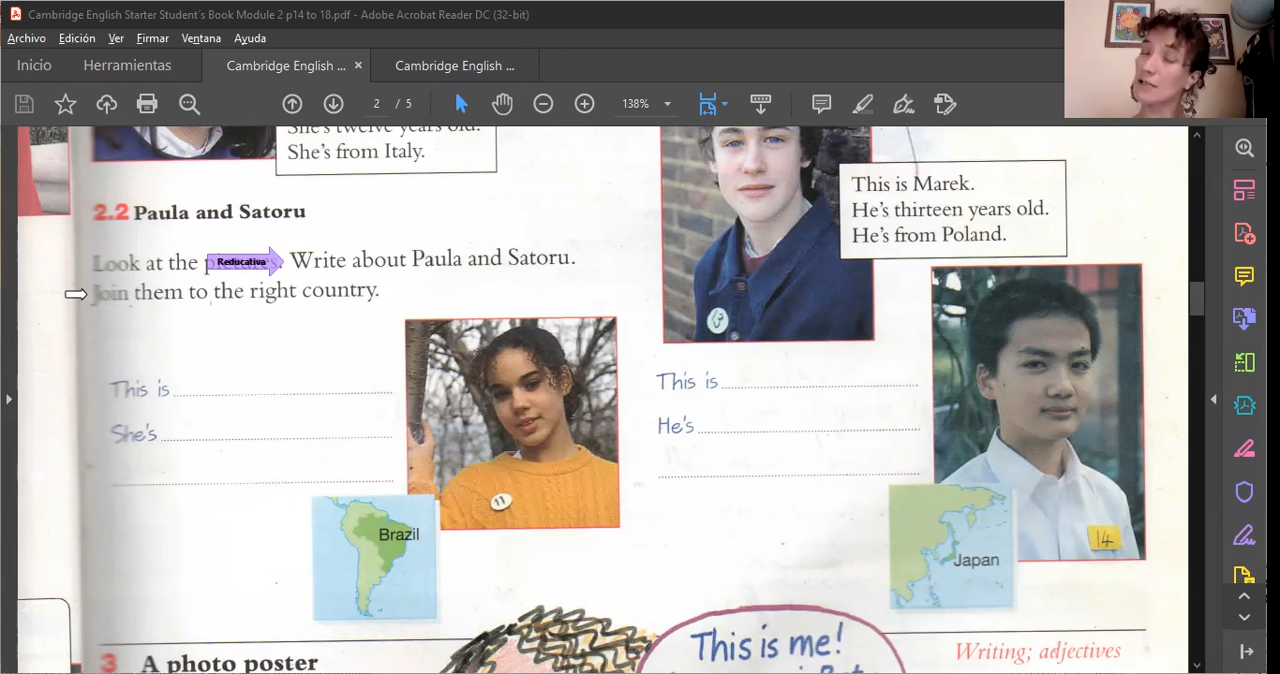 Cambridge English Starter Student's Book Module 2 p14 to 18.pdf - Adobe Acrobat Reader DC (32-bit)
Archivo Edición Ver Firmar Ventana Ayuda
Inicio Herramientas Cambridge English ... × Cambridge English ...
2 / 5 138%
She's twelve years old.
She's from Italy.
This is Marek.
He's thirteen years old.
He's from Poland.
2.2 Paula and Satoru
Look at the Reducativa Write about Paula and Satoru.
Join them to the right country.
This is
She's
11
Brazil
This is
He's
14
Japan
3 A photo poster
This is me!
Writing; adjectives